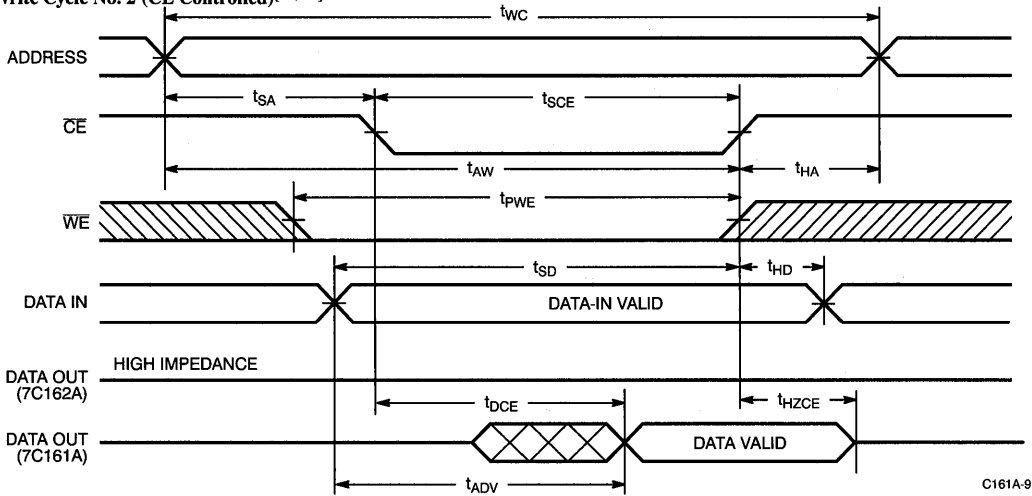 Write Cycle No. 2 (CE Controlled)
tWC
ADDRESS
tSA
tSCE
CE
tAW
tHA
tPWE
WE
tSD
tHD
DATA IN
DATA-IN VALID
HIGH IMPEDANCE
DATA OUT
(7C162A)
tDCE
tHZCE
DATA OUT
(7C161A)
DATA VALID
tADV
C161A-9